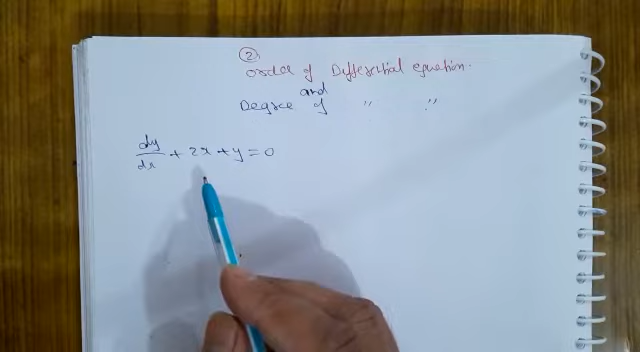 2.
order of Differential equation.
and
Degree of " "
dy/dx + 2x + y = 0